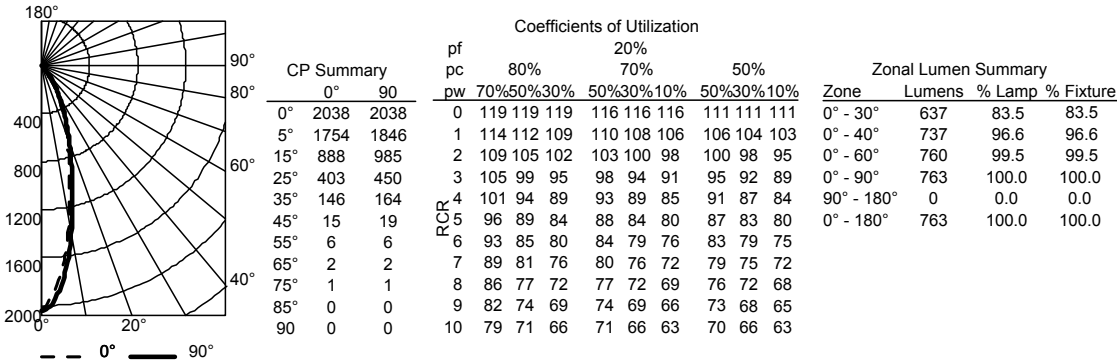 180°
90°
80°
60°
40°
400
800
1200
1600
2000
0°
20°
0°
90°
CP Summary
0° 90
0° 2038 2038
5° 1754 1846
15° 888 985
25° 403 450
35° 146 164
45° 15 19
55° 6 6
65° 2 2
75° 1 1
85° 0 0
90 0 0
Coefficients of Utilization
pf 20%
pc 80% 70% 50%
pw 70%50%30% 50%30%10% 50%30%10%
RCR
0 119 119 119 116 116 116 111 111 111
1 114 112 109 110 108 106 106 104 103
2 109 105 102 103 100 98 100 98 95
3 105 99 95 98 94 91 95 92 89
4 101 94 89 93 89 85 91 87 84
5 96 89 84 88 84 80 87 83 80
6 93 85 80 84 79 76 83 79 75
7 89 81 76 80 76 72 79 75 72
8 86 77 72 77 72 69 76 72 68
9 82 74 69 74 69 66 73 68 65
10 79 71 66 71 66 63 70 66 63
Zonal Lumen Summary
Zone Lumens % Lamp % Fixture
0° - 30° 637 83.5 83.5
0° - 40° 737 96.6 96.6
0° - 60° 760 99.5 99.5
0° - 90° 763 100.0 100.0
90° - 180° 0 0.0 0.0
0° - 180° 763 100.0 100.0